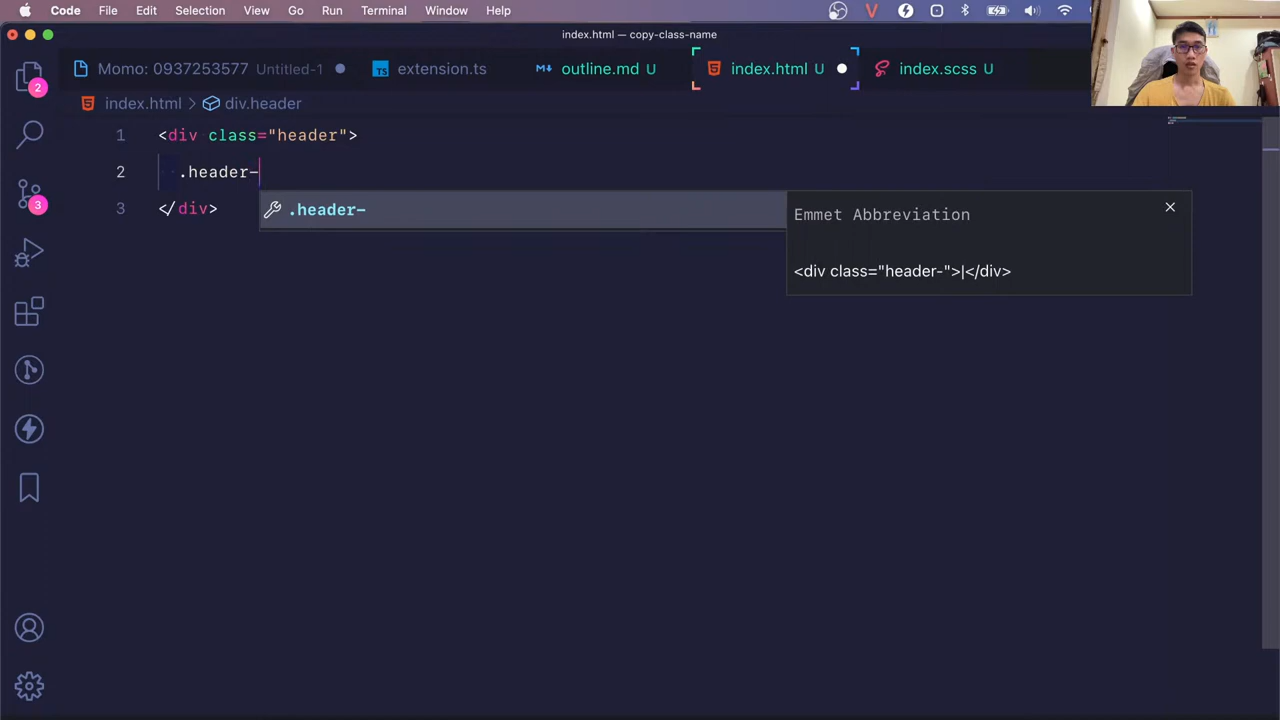 Code File Edit Selection View Go Run Terminal Window Help
index.html — copy-class-name
Momo: 0937253577 Untitled-1 extension.ts outline.md U index.html U index.scss U
index.html > div.header
1 <div class="header">
2 .header-
.header-
Emmet Abbreviation
3 </div>
<div class="header-">|</div>
2
3